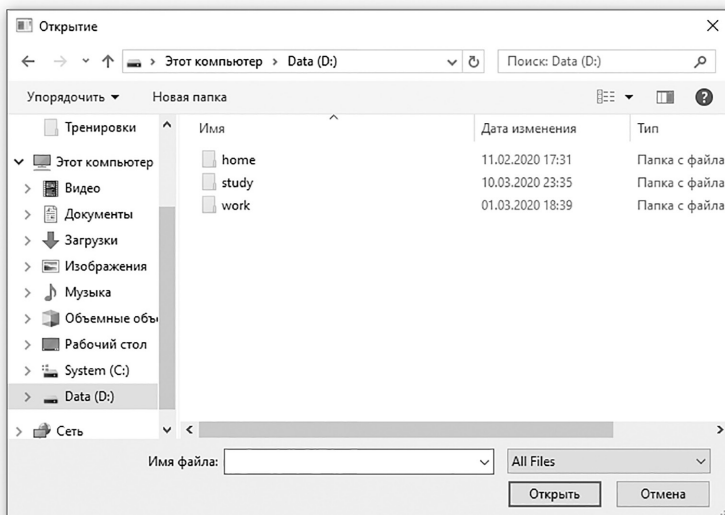 Открытие
Этот компьютер > Data (D:)
Поиск: Data (D:)
Упорядочить
Новая папка
Тренировки
Этот компьютер
Видео
Документы
Загрузки
Изображения
Музыка
Объемные объ
Рабочий стол
System (C:)
Data (D:)
Сеть
Имя Дата изменения Тип
home 11.02.2020 17:31 Папка с файла
study 10.03.2020 23:35 Папка с файла
work 01.03.2020 18:39 Папка с файла
Имя файла:
All Files
Открыть
Отмена